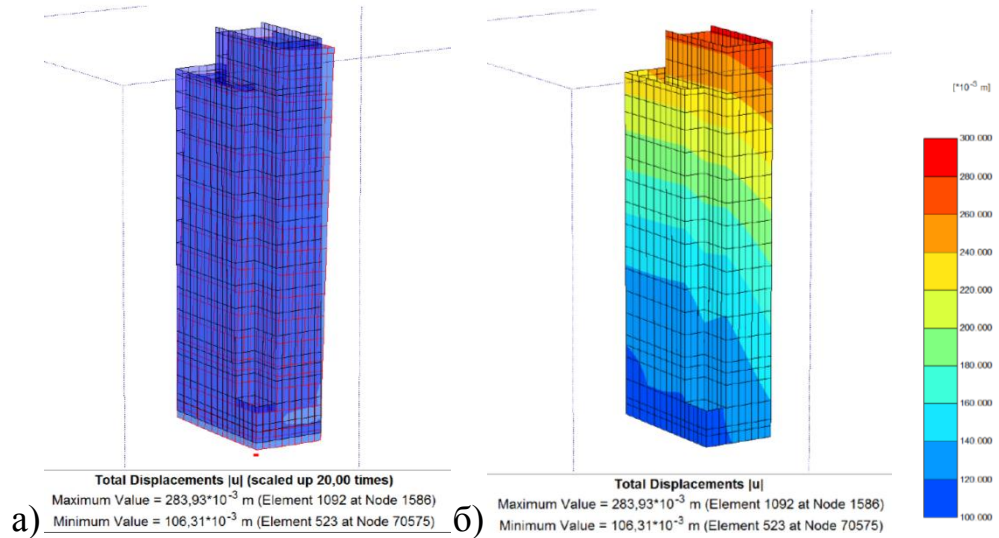 [*10⁻³ m]
300 000
280 000
260 000
240 000
220 000
200 000
180 000
160 000
140 000
120 000
100 000
а)
Total Displacements |u| (scaled up 20,00 times)
Maximum Value = 283,93*10⁻³ m (Element 1092 at Node 1586)
Minimum Value = 106,31*10⁻³ m (Element 523 at Node 70575)
б)
Total Displacements |u|
Maximum Value = 283,93*10⁻³ m (Element 1092 at Node 1586)
Minimum Value = 106,31*10⁻³ m (Element 523 at Node 70575)